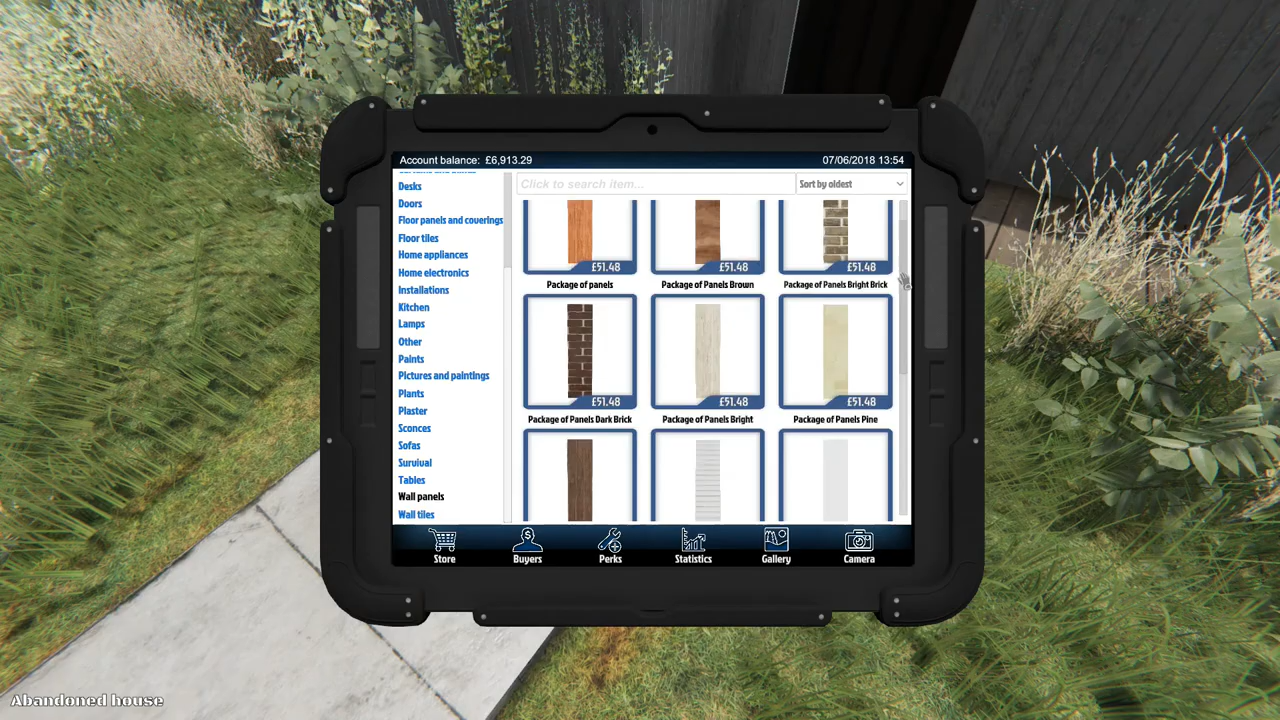 Account balance: £6,913.29
07/06/2018 13:54
Click to search item...
Sort by oldest
Desks
Doors
Floor panels and coverings
Floor tiles
Home appliances
Home electronics
Installations
Kitchen
Lamps
Other
Paints
Pictures and paintings
Plants
Plaster
Sconces
Sofas
Survival
Tables
Wall panels
Wall tiles
£51.48
£51.48
£51.48
Package of panels
Package of Panels Brown
Package of Panels Bright Brick
£51.48
£51.48
£51.48
Package of Panels Dark Brick
Package of Panels Bright
Package of Panels Pine
Store
Buyers
Perks
Statistics
Gallery
Camera
Abandoned house